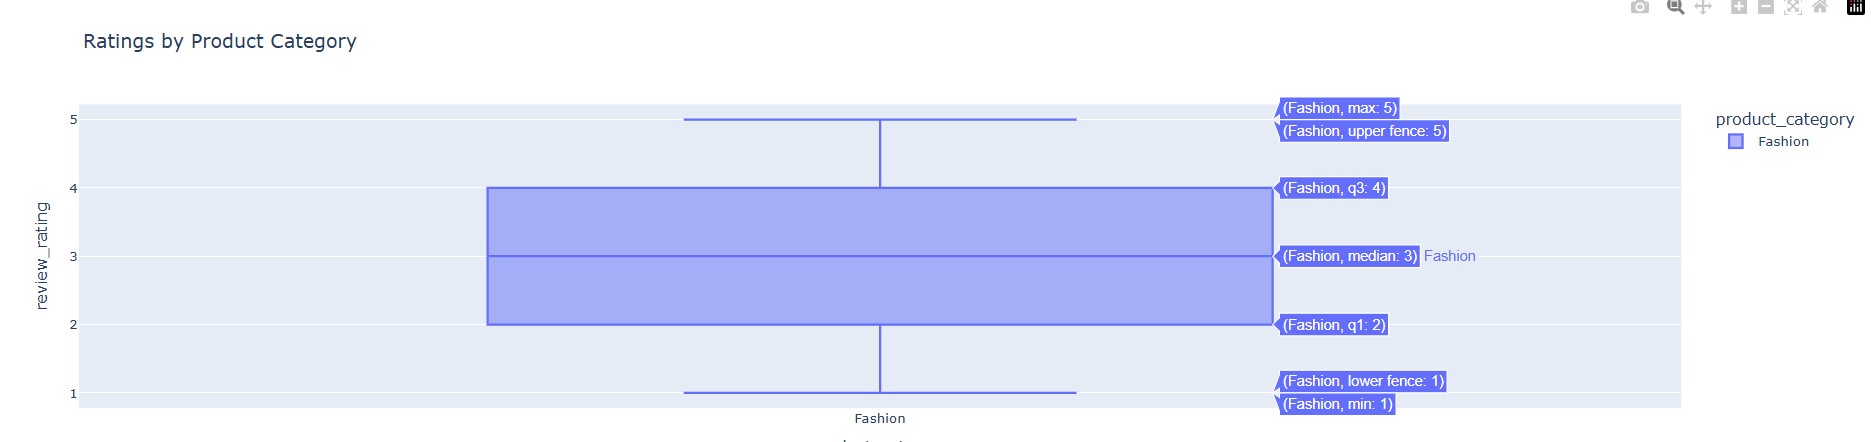 Ratings by Product Category
5
4
3
2
1
review_rating
(Fashion, max: 5)
(Fashion, upper fence: 5)
(Fashion, q3: 4)
(Fashion, median: 3) Fashion
(Fashion, q1: 2)
(Fashion, lower fence: 1)
(Fashion, min: 1)
Fashion
product_category
Fashion